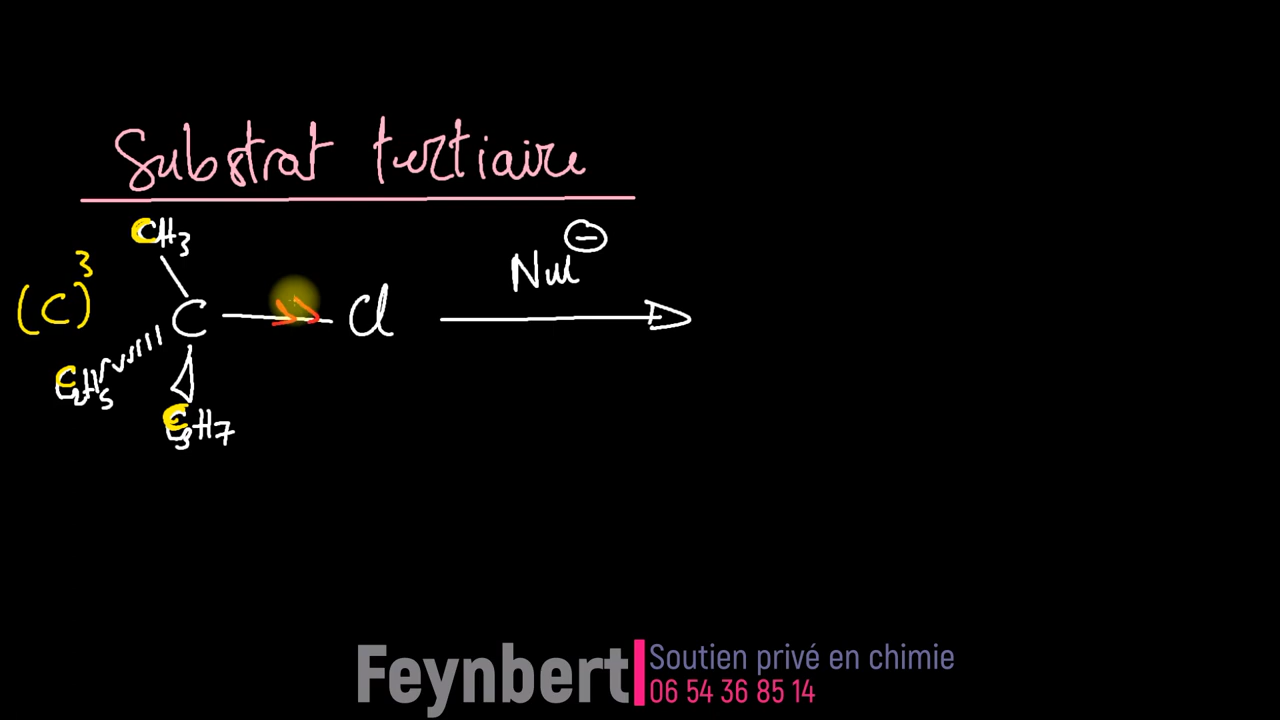 Substrat tertiaire
CH3
(C)3
C
Cl
Nu⊖
C2H5
C3H7
Feynbert
Soutien privé en chimie
06 54 36 85 14